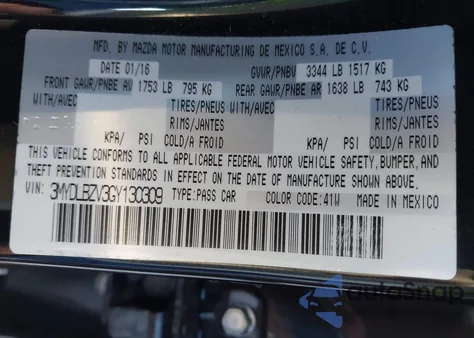 MFD. BY MAZDA MOTOR MANUFACTURING DE MEXICO S.A. DE C.V.
DATE 01/16 GVWR/PNBV 3344 LB 1517 KG
FRONT GAWR/PNBE AV 1753 LB 795 KG REAR GAWR/PNBE AR 1638 LB 743 KG
WITH/AVEC TIRES/PNEUS WITH/AVEC TIRES/PNEUS
RIMS/JANTES RIMS/JANTES
KPA/ PSI COLD/A FROID KPA/ PSI COLD/A FROID
THIS VEHICLE CONFORMS TO ALL APPLICABLE FEDERAL MOTOR VEHICLE SAFETY, BUMPER, AND
THEFT PREVENTION STANDARDS IN EFFECT ON THE DATE OF MANUFACTURE SHOWN ABOVE.
VIN: 3MYDLBZV3GY130309 TYPE:PASS CAR COLOR CODE:41W MADE IN MEXICO
autoSnap